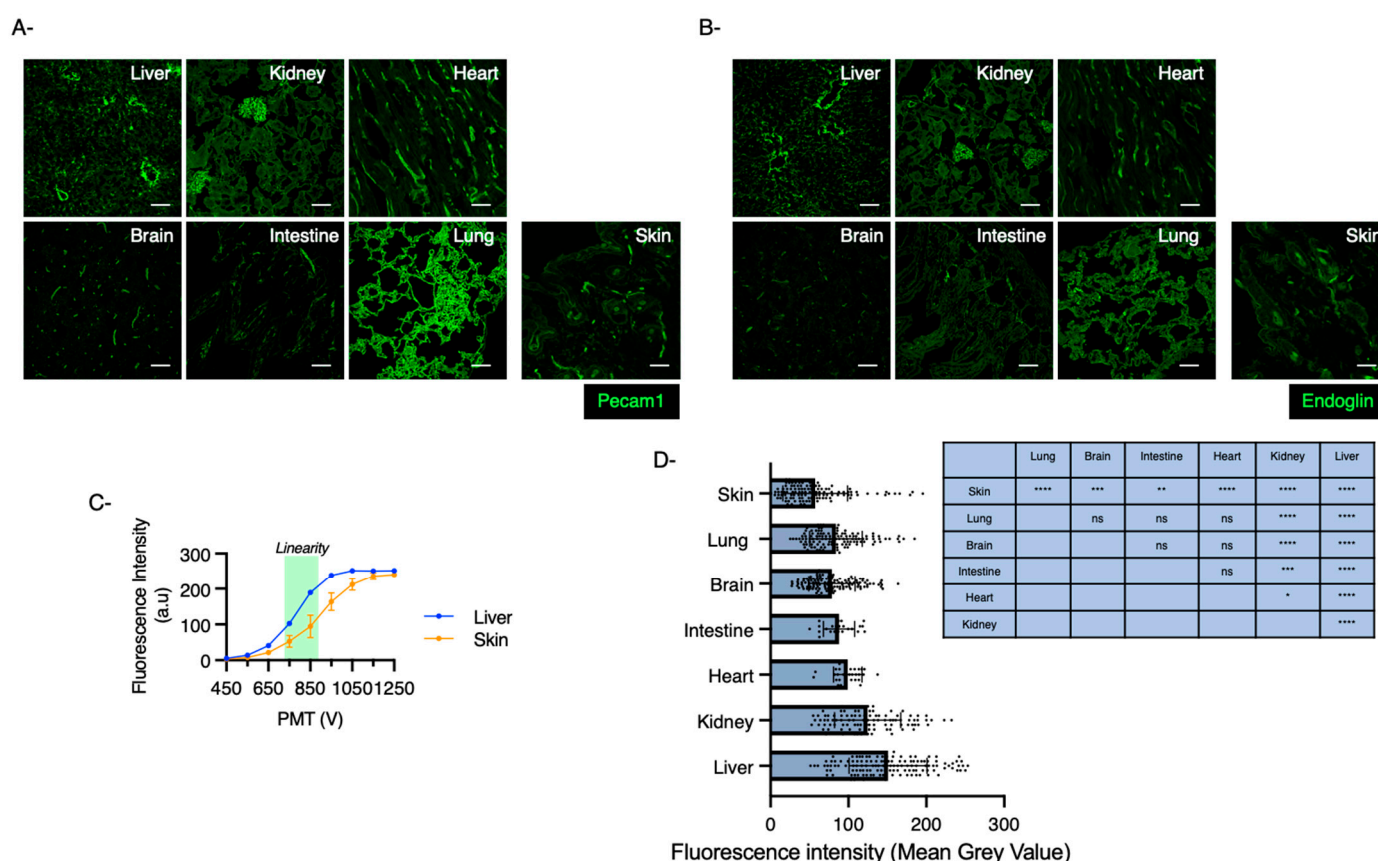 A-
Liver
Kidney
Heart
Brain
Intestine
Lung
Skin
Pecam1
B-
Liver
Kidney
Heart
Brain
Intestine
Lung
Skin
Endoglin
C-
Linearity
Fluorescence Intensity
(a.u)
300
200
100
0
450 650 850 1050 1250
PMT (V)
Liver
Skin
D-
Skin
Lung
Brain
Intestine
Heart
Kidney
Liver
0 100 200 300
Fluorescence intensity (Mean Grey Value)
Lung Brain Intestine Heart Kidney Liver
Skin **** *** ** **** **** ****
Lung ns ns ns **** ****
Brain ns ns **** ****
Intestine ns *** ****
Heart * ****
Kidney ****